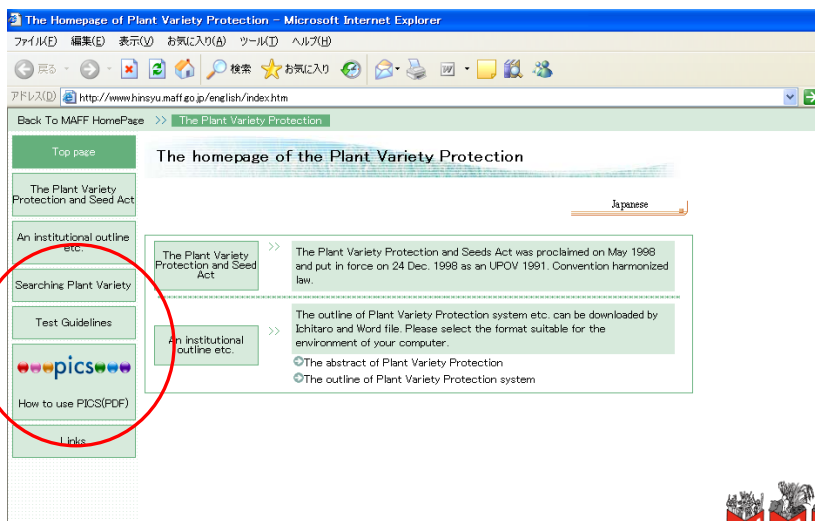 The Homepage of Plant Variety Protection - Microsoft Internet Explorer
ファイル(F) 編集(E) 表示(V) お気に入り(A) ツール(T) ヘルプ(H)
戻る 検索 お気に入り
アドレス(D) http://www.hinsyu.maff.go.jp/english/index.htm
Back To MAFF HomePage >> The Plant Variety Protection
Top page
The Plant Variety
Protection and Seed Act
An institutional outline
etc.
Searching Plant Variety
Test Guidelines
pics
How to use PICS(PDF)
Links
The homepage of the Plant Variety Protection
Japanese
The Plant Variety
Protection and Seed
Act
>>
The Plant Variety Protection and Seeds Act was proclaimed on May 1998
and put in force on 24 Dec. 1998 as an UPOV 1991. Convention harmonized
law.
An institutional
outline etc.
>>
The outline of Plant Variety Protection system etc. can be downloaded by
Ichitaro and Word file. Please select the format suitable for the
environment of your computer.
The abstract of Plant Variety Protection
The outline of Plant Variety Protection system